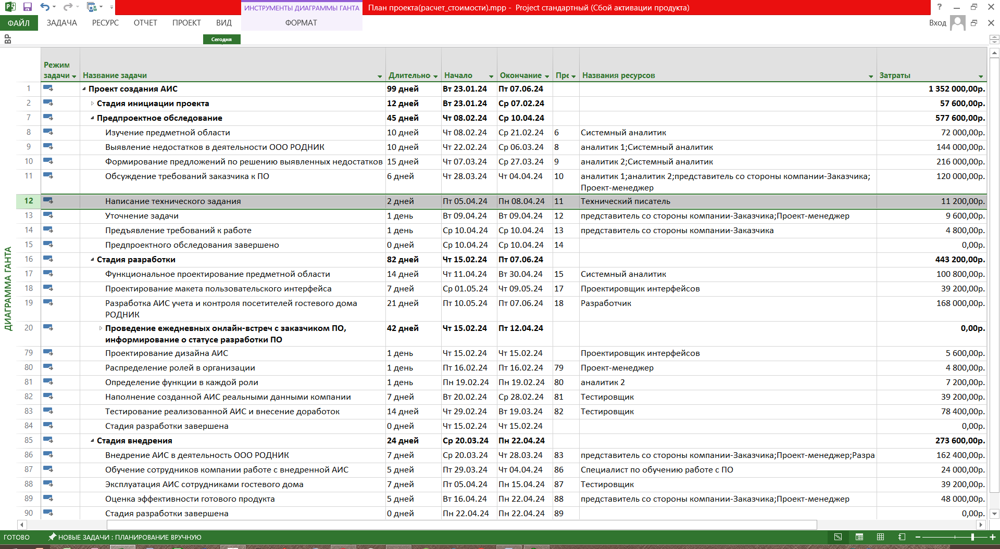 ИНСТРУМЕНТЫ ДИАГРАММЫ ГАНТА
План проекта(расчет_стоимости).mpp - Project стандартный (Сбой активации продукта)
?
ФАЙЛ ЗАДАЧА РЕСУРС ОТЧЕТ ПРОЕКТ ВИД ФОРМАТ Вход
ВР
Сегодня
Режим задачи Название задачи Длительно Начало Окончание Пре Названия ресурсов Затраты
1 Проект создания АИС 99 дней Вт 23.01.24 Пт 07.06.24 1 352 000,00р.
2 Стадия инициации проекта 12 дней Вт 23.01.24 Ср 07.02.24 57 600,00р.
7 Предпроектное обследование 45 дней Чт 08.02.24 Ср 10.04.24 577 600,00р.
8 Изучение предметной области 10 дней Чт 08.02.24 Ср 21.02.24 6 Системный аналитик 72 000,00р.
9 Выявление недостатков в деятельности ООО РОДНИК 10 дней Чт 22.02.24 Ср 06.03.24 8 аналитик 1;Системный аналитик 144 000,00р.
10 Формирование предложений по решению выявленных недостатков 15 дней Чт 07.03.24 Ср 27.03.24 9 аналитик 2;Системный аналитик 216 000,00р.
11 Обсуждение требований заказчика к ПО 6 дней Чт 28.03.24 Чт 04.04.24 10 аналитик 1;аналитик 2;представитель со стороны компании-Заказчика; 120 000,00р.
Проект-менеджер
12 Написание технического задания 2 дней Пт 05.04.24 Пн 08.04.24 11 Технический писатель 11 200,00р.
13 Уточнение задачи 1 день Вт 09.04.24 Вт 09.04.24 12 представитель со стороны компании-Заказчика;Проект-менеджер 9 600,00р.
14 Предъявление требований к работе 1 день Ср 10.04.24 Ср 10.04.24 13 представитель со стороны компании-Заказчика 4 800,00р.
15 Предпроектного обследования завершено 0 дней Ср 10.04.24 Ср 10.04.24 14 0,00р.
16 Стадия разработки 82 дней Чт 15.02.24 Пт 07.06.24 443 200,00р.
17 Функциональное проектирование предметной области 14 дней Чт 11.04.24 Вт 30.04.24 15 Системный аналитик 100 800,00р.
18 Проектирование макета пользовательского интерфейса 7 дней Ср 01.05.24 Чт 09.05.24 17 Проектировщик интерфейсов 39 200,00р.
19 Разработка АИС учета и контроля посетителей гостевого дома 21 дней Пт 10.05.24 Пт 07.06.24 18 Разработчик 168 000,00р.
РОДНИК
20 Проведение ежедневных онлайн-встреч с заказчиком ПО, 42 дней Чт 15.02.24 Пт 12.04.24 0,00р.
информирование о статусе разработки ПО
79 Проектирование дизайна АИС 1 день Чт 15.02.24 Чт 15.02.24 Проектировщик интерфейсов 5 600,00р.
80 Распределение ролей в организации 1 день Пт 16.02.24 Пт 16.02.24 79 Проект-менеджер 4 800,00р.
81 Определение функции в каждой роли 1 день Пн 19.02.24 Пн 19.02.24 80 аналитик 2 7 200,00р.
82 Наполнение созданной АИС реальными данными компании 7 дней Вт 20.02.24 Ср 28.02.24 81 Тестировщик 39 200,00р.
83 Тестирование реализованной АИС и внесение доработок 14 дней Чт 29.02.24 Вт 19.03.24 82 Тестировщик 78 400,00р.
84 Стадия разработки завершена 0 дней Чт 15.02.24 Чт 15.02.24 0,00р.
85 Стадия внедрения 24 дней Ср 20.03.24 Пн 22.04.24 273 600,00р.
86 Внедрение АИС в деятельность ООО РОДНИК 7 дней Ср 20.03.24 Чт 28.03.24 83 представитель со стороны компании-Заказчика;Проект-менеджер;Разра 162 400,00р.
87 Обучение сотрудников компании работе с внедренной АИС 5 дней Пт 29.03.24 Чт 04.04.24 86 Специалист по обучению работе с ПО 24 000,00р.
88 Эксплуатация АИС сотрудниками гостевого дома 7 дней Пт 05.04.24 Пн 15.04.24 87 Тестировщик 39 200,00р.
89 Оценка эффективности готового продукта 5 дней Вт 16.04.24 Пн 22.04.24 88 представитель со стороны компании-Заказчика;Проект-менеджер 48 000,00р.
90 Стадия разработки завершена 0 дней Пн 22.04.24 Пн 22.04.24 89 0,00р.
ДИАГРАММА ГАНТА
ГОТОВО НОВЫЕ ЗАДАЧИ : ПЛАНИРОВАНИЕ ВРУЧНУЮ